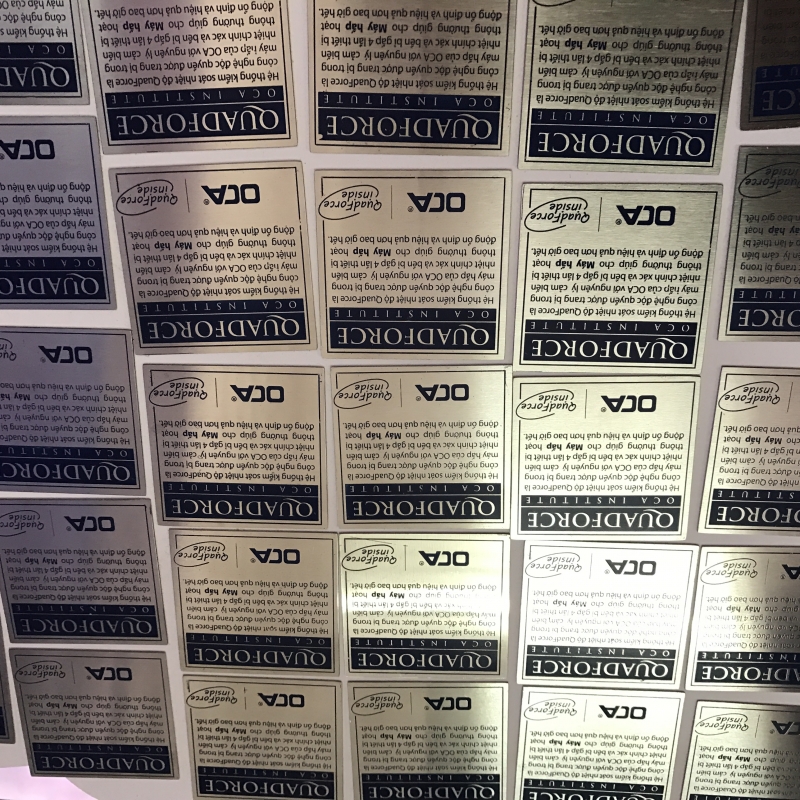 QUADFORCE
OCA INSTITUTE
Hệ thống kiểm soát nhiệt độ QuadForce là
công nghệ độc quyền được trang bị trong
máy hấp của OCA với nguyên lý cảm biến
nhiệt chính xác và bền bỉ gấp 4 lần thiết bị
thông thường giúp cho Máy hấp hoạt
động ổn định và hiệu quả hơn bao giờ hết.
OCA®
QuadForce
inside